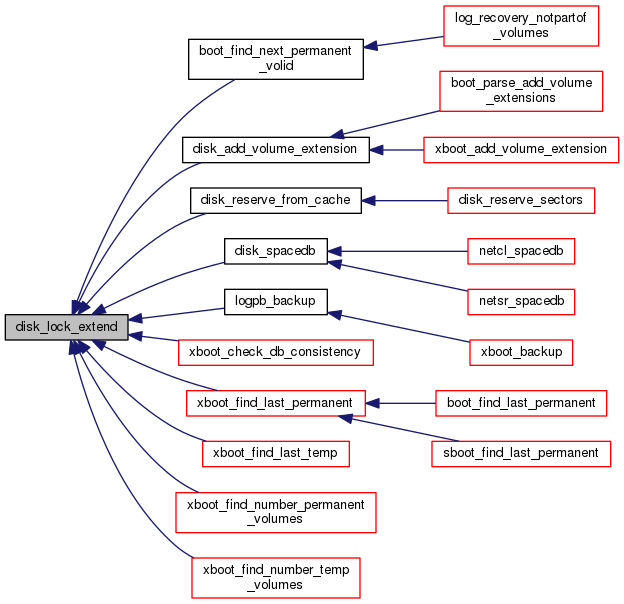 log_recovery_notpartof
_volumes
boot_find_next_permanent
_volid
boot_parse_add_volume
_extensions
disk_add_volume_extension
xboot_add_volume_extension
disk_reserve_from_cache
disk_reserve_sectors
disk_spacedb
netcl_spacedb
logpb_backup
netsr_spacedb
disk_lock_extend
xboot_check_db_consistency
xboot_backup
xboot_find_last_permanent
boot_find_last_permanent
xboot_find_last_temp
sboot_find_last_permanent
xboot_find_number_permanent
_volumes
xboot_find_number_temp
_volumes